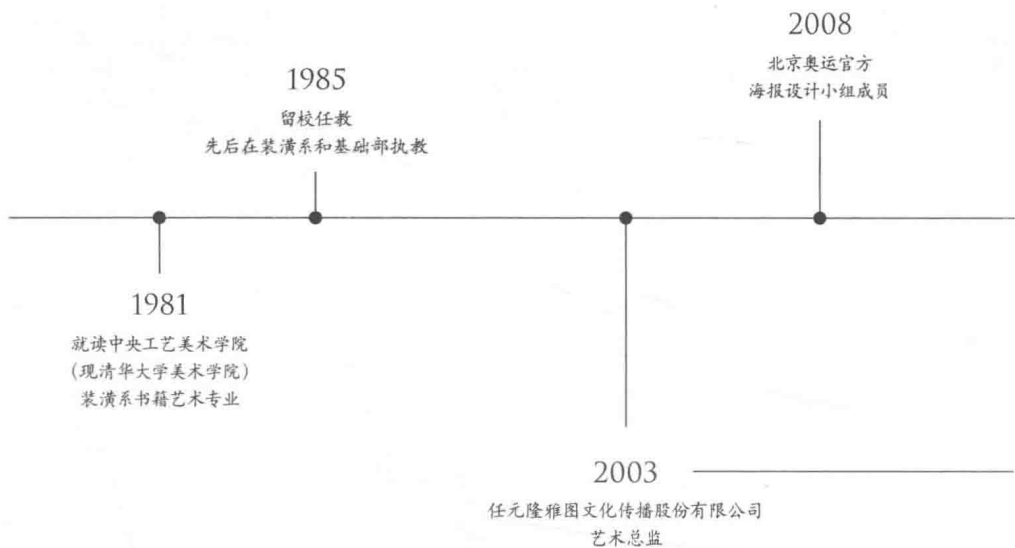 2008
北京奥运官方
海报设计小组成员
1985
留校任教
先后在装潢系和基础部执教
1981
就读中央工艺美术学院
(现清华大学美术学院)
装潢系书籍艺术专业
2003
任元隆雅图文化传播股份有限公司
艺术总监